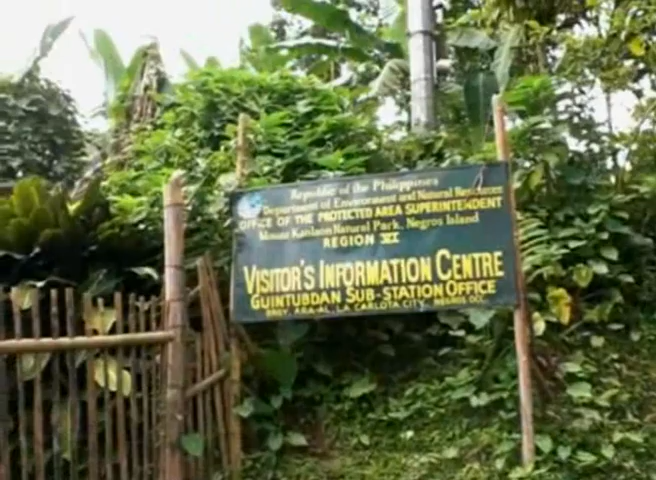 Republic of the Philippines
Department of Environment and Natural Resources
OFFICE OF THE PROTECTED AREA SUPERINTENDENT
Mount Kanlaon Natural Park, Negros Island
REGION VI
VISITOR'S INFORMATION CENTRE
GUINTUBDAN SUB-STATION OFFICE
BRGY. ARA-AL, LA CARLOTA CITY, NEGROS OCC.